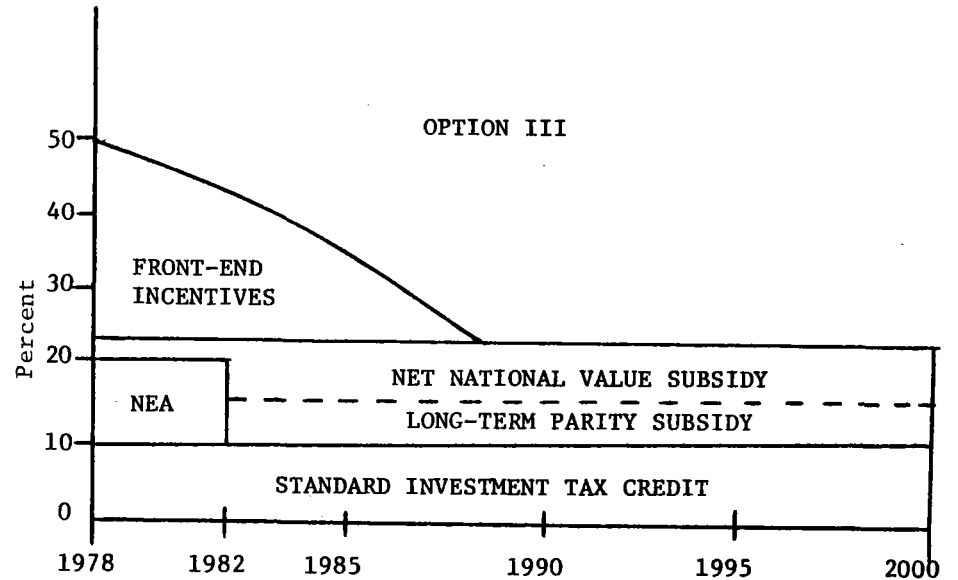 OPTION III
50
40
30
20
10
0
Percent
FRONT-END
INCENTIVES
NEA
NET NATIONAL VALUE SUBSIDY
LONG-TERM PARITY SUBSIDY
STANDARD INVESTMENT TAX CREDIT
1978 1982 1985 1990 1995 2000